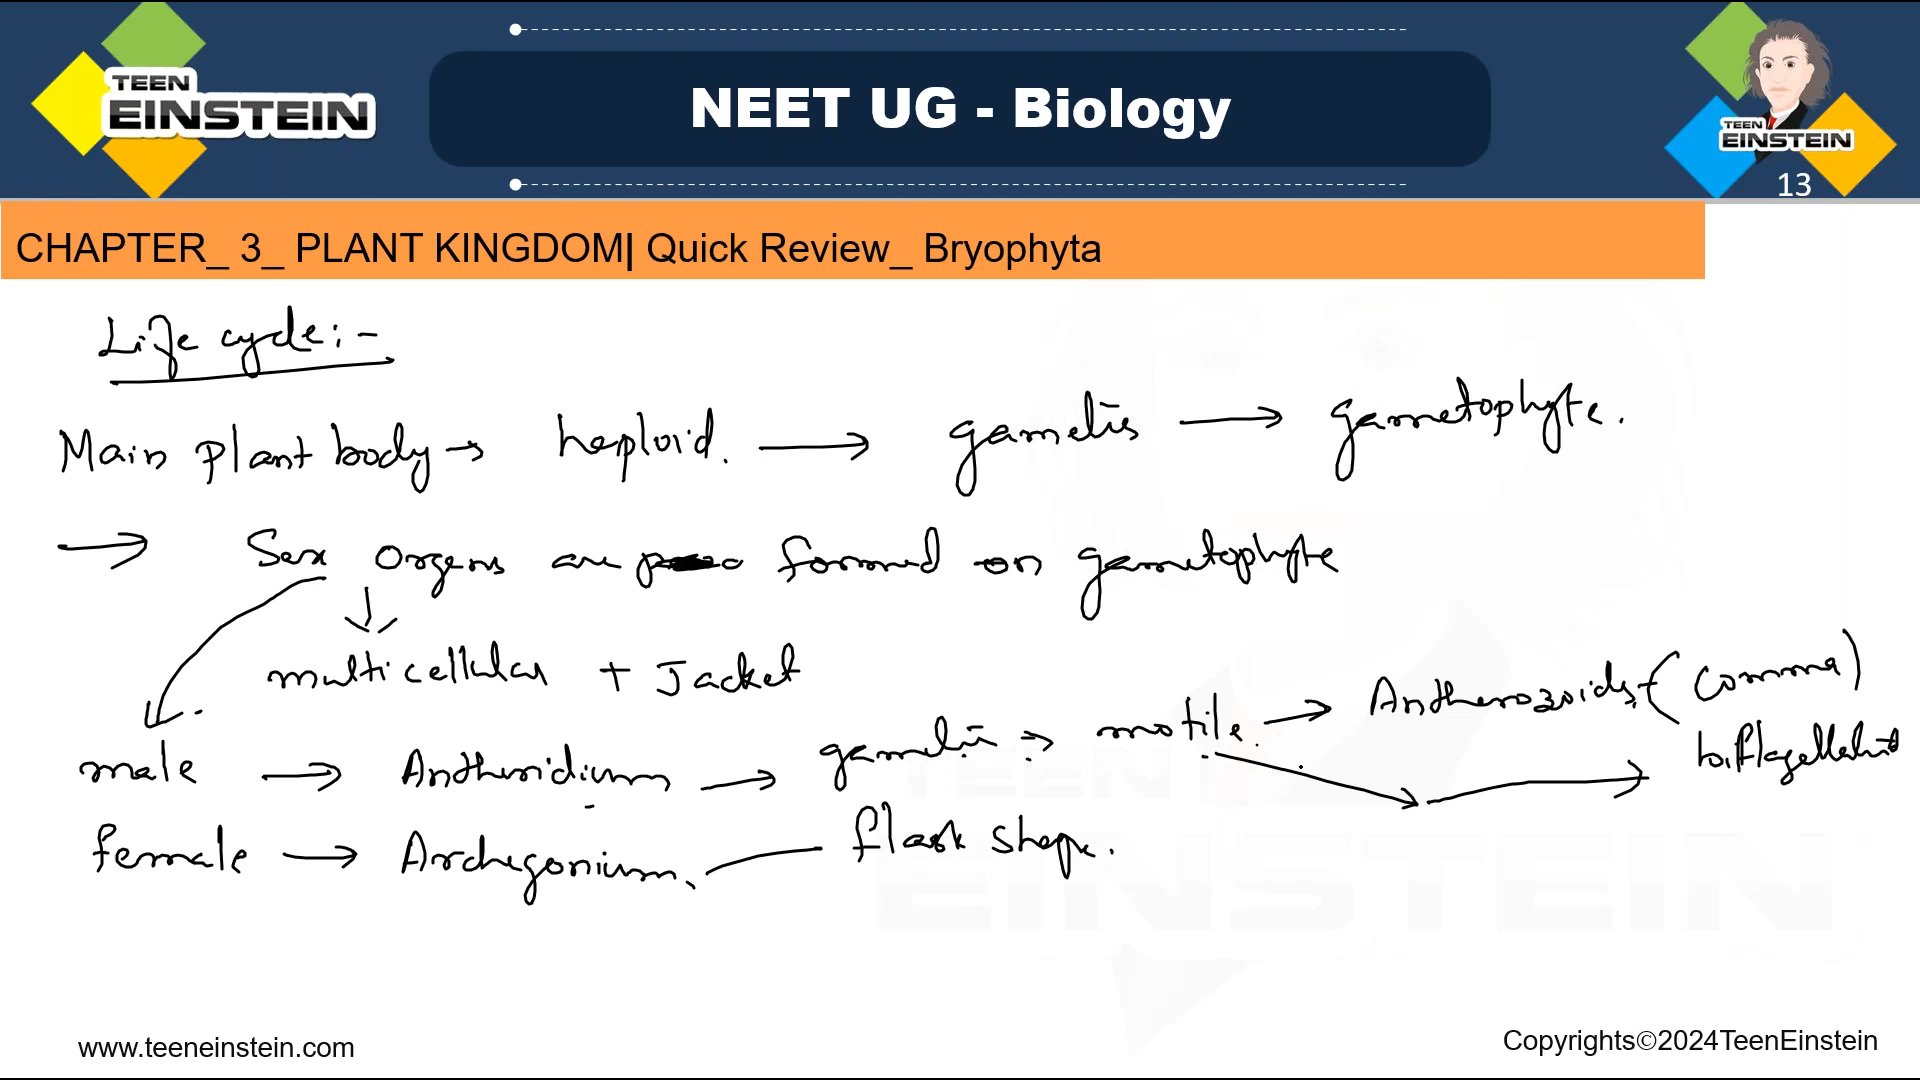 TEEN
EINSTEIN
NEET UG - Biology
TEEN
EINSTEIN
13
CHAPTER_ 3_ PLANT KINGDOM| Quick Review_ Bryophyta
Life cycle:-
Main plant body → haploid. → gametes → gametophyte.
→ Sex organs are formed on gametophyte
multicellular + Jacket
male → Antheridium → gametes → motile. → Antherozoids (comma)
biflagellated
female → Archegonium. — flask shape.
TEEN
EINSTEIN
www.teeneinstein.com
Copyrights©2024TeenEinstein